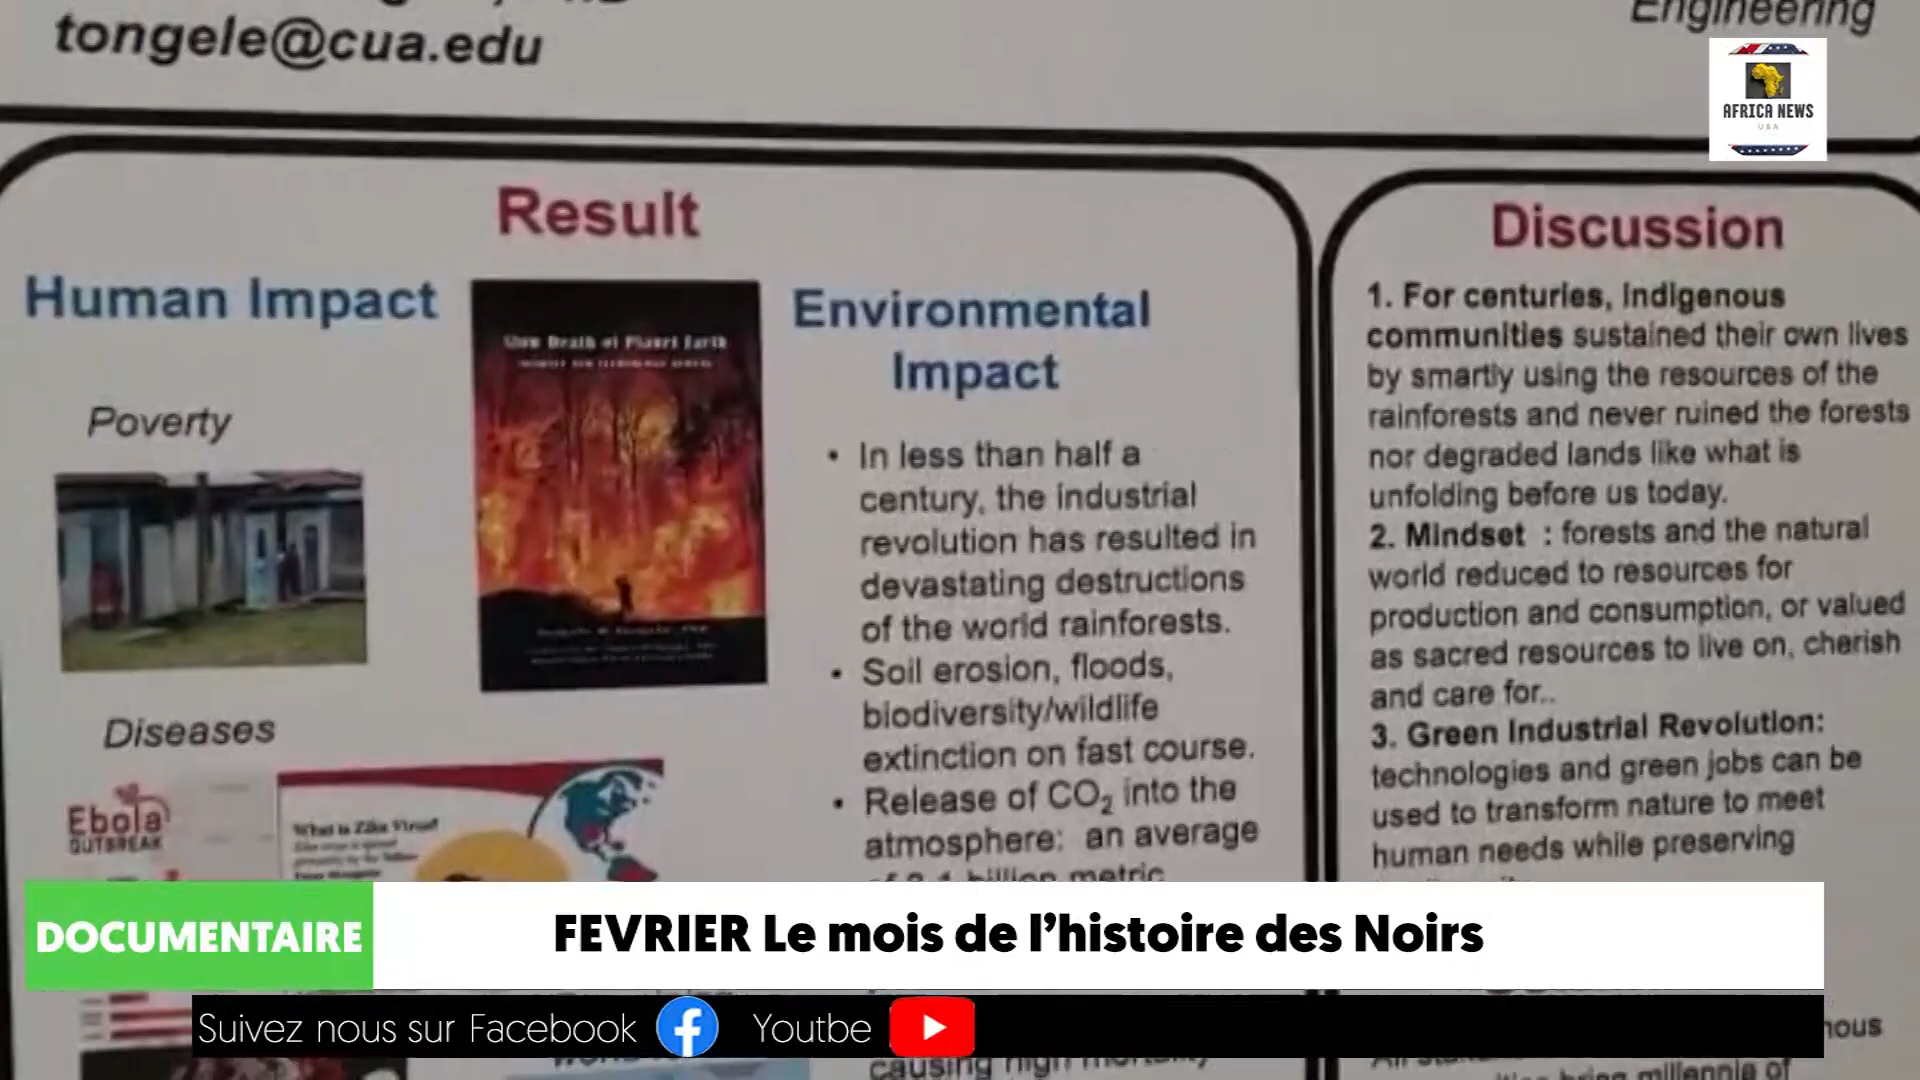 tongele@cua.edu
Engineering
AFRICA NEWS
USA
Result
Human Impact
Poverty
Diseases
Ebola
OUTBREAK
What is Zika Virus?
Environmental
Impact
• In less than half a
century, the industrial
revolution has resulted in
devastating destructions
of the world rainforests.
• Soil erosion, floods,
biodiversity/wildlife
extinction on fast course.
• Release of CO₂ into the
atmosphere: an average
billion metric
causing high mortality
Discussion
1. For centuries, indigenous
communities sustained their own lives
by smartly using the resources of the
rainforests and never ruined the forests
nor degraded lands like what is
unfolding before us today.
2. Mindset : forests and the natural
world reduced to resources for
production and consumption, or valued
as sacred resources to live on, cherish
and care for..
3. Green Industrial Revolution:
technologies and green jobs can be
used to transform nature to meet
human needs while preserving
DOCUMENTAIRE
FEVRIER Le mois de l’histoire des Noirs
Suivez nous sur Facebook Youtbe